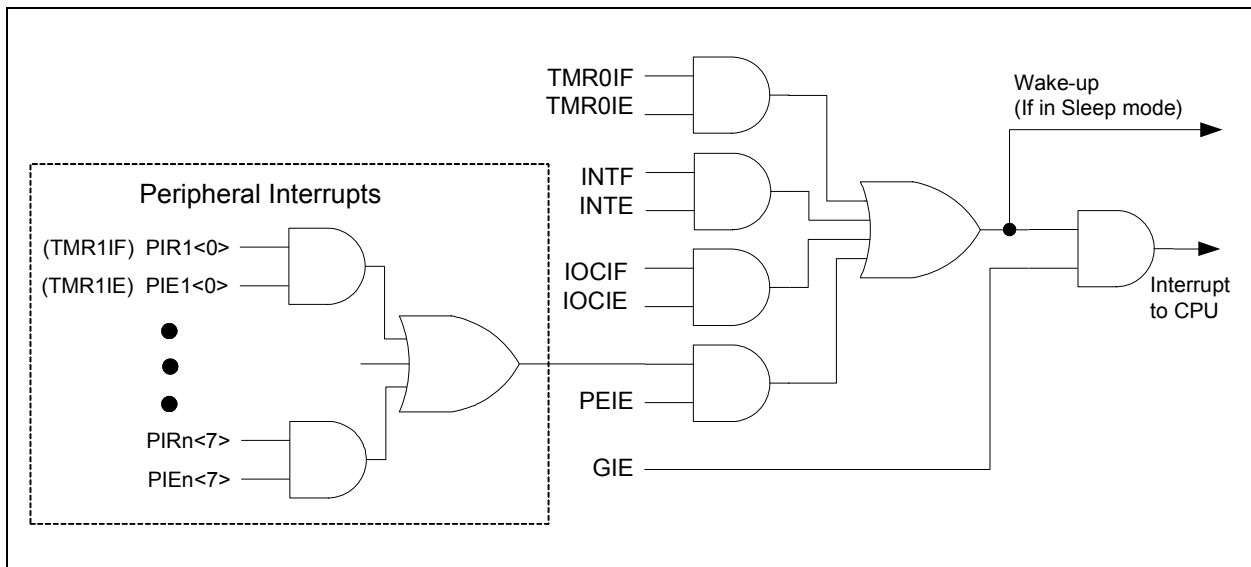 TMR0IF
TMR0IE
Wake-up
(If in Sleep mode)
INTF
INTE
Peripheral Interrupts
(TMR1IF) PIR1<0>
(TMR1IE) PIE1<0>
IOCIF
IOCIE
Interrupt
to CPU
PEIE
PIRn<7>
PIEn<7>
GIE